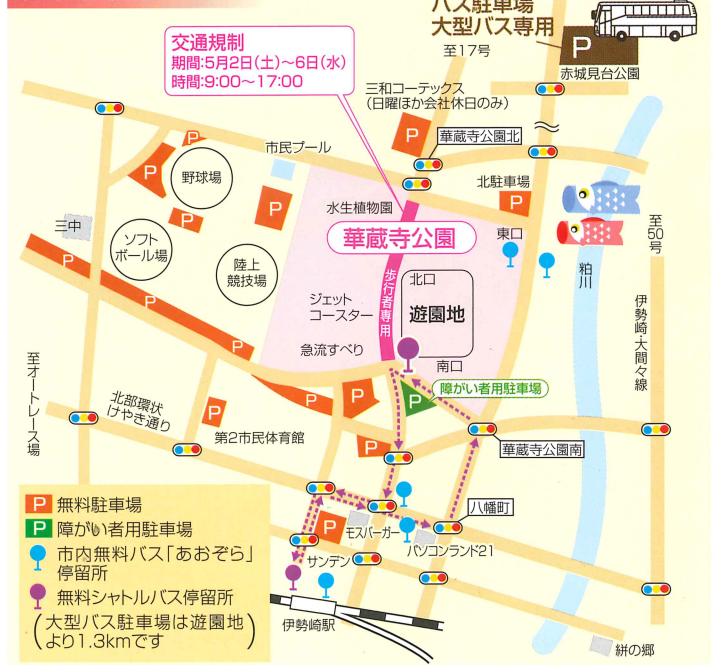 バス駐車場
大型バス専用
P
赤城見台公園
至17号
交通規制
期間:5月2日(土)～6日(水)
時間:9:00～17:00
三和コーテックス
(日曜ほか会社休日のみ)
P
華蔵寺公園北
市民プール
P
野球場
P
P
P
水生植物園
北駐車場
P
東口
華蔵寺公園
三中
ソフト
ボール場
陸上
競技場
P
P
P
歩行者専用
北口
遊園地
南口
ジェット
コースター
急流すべり
至50号
粕川
伊勢崎・大間々線
至オートレース場
北部環状
けやき通り
P
第2市民体育館
P
P
P
P
障がい者用駐車場
華蔵寺公園南
八幡町
P
モスバーガー
パソコンランド21
サンデン
伊勢崎駅
絣の郷
P 無料駐車場
P 障がい者用駐車場
市内無料バス「あおぞら」
停留所
無料シャトルバス停留所
(大型バス駐車場は遊園地
より1.3kmです)